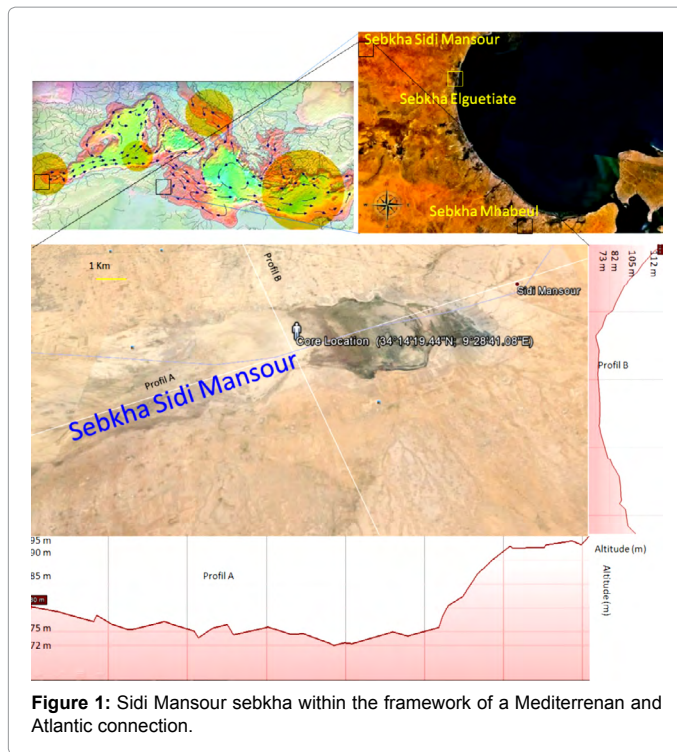 Sebkha Sidi Mansour
Sebkha Elguetiate
Sebkha Mhabeul
1 Km
Profil B
Sidi Mansour
Core Location (34°14'19.44"N; 9°28'41.08"E)
Profil A
Sebkha Sidi Mansour
112 m
105 m
82 m
73 m
Profil B
95 m
90 m
85 m
75 m
72 m
Profil A
Altitude (m)
Altitude (m)
Figure 1: Sidi Mansour sebkha within the framework of a Mediterrenan and
Atlantic connection.